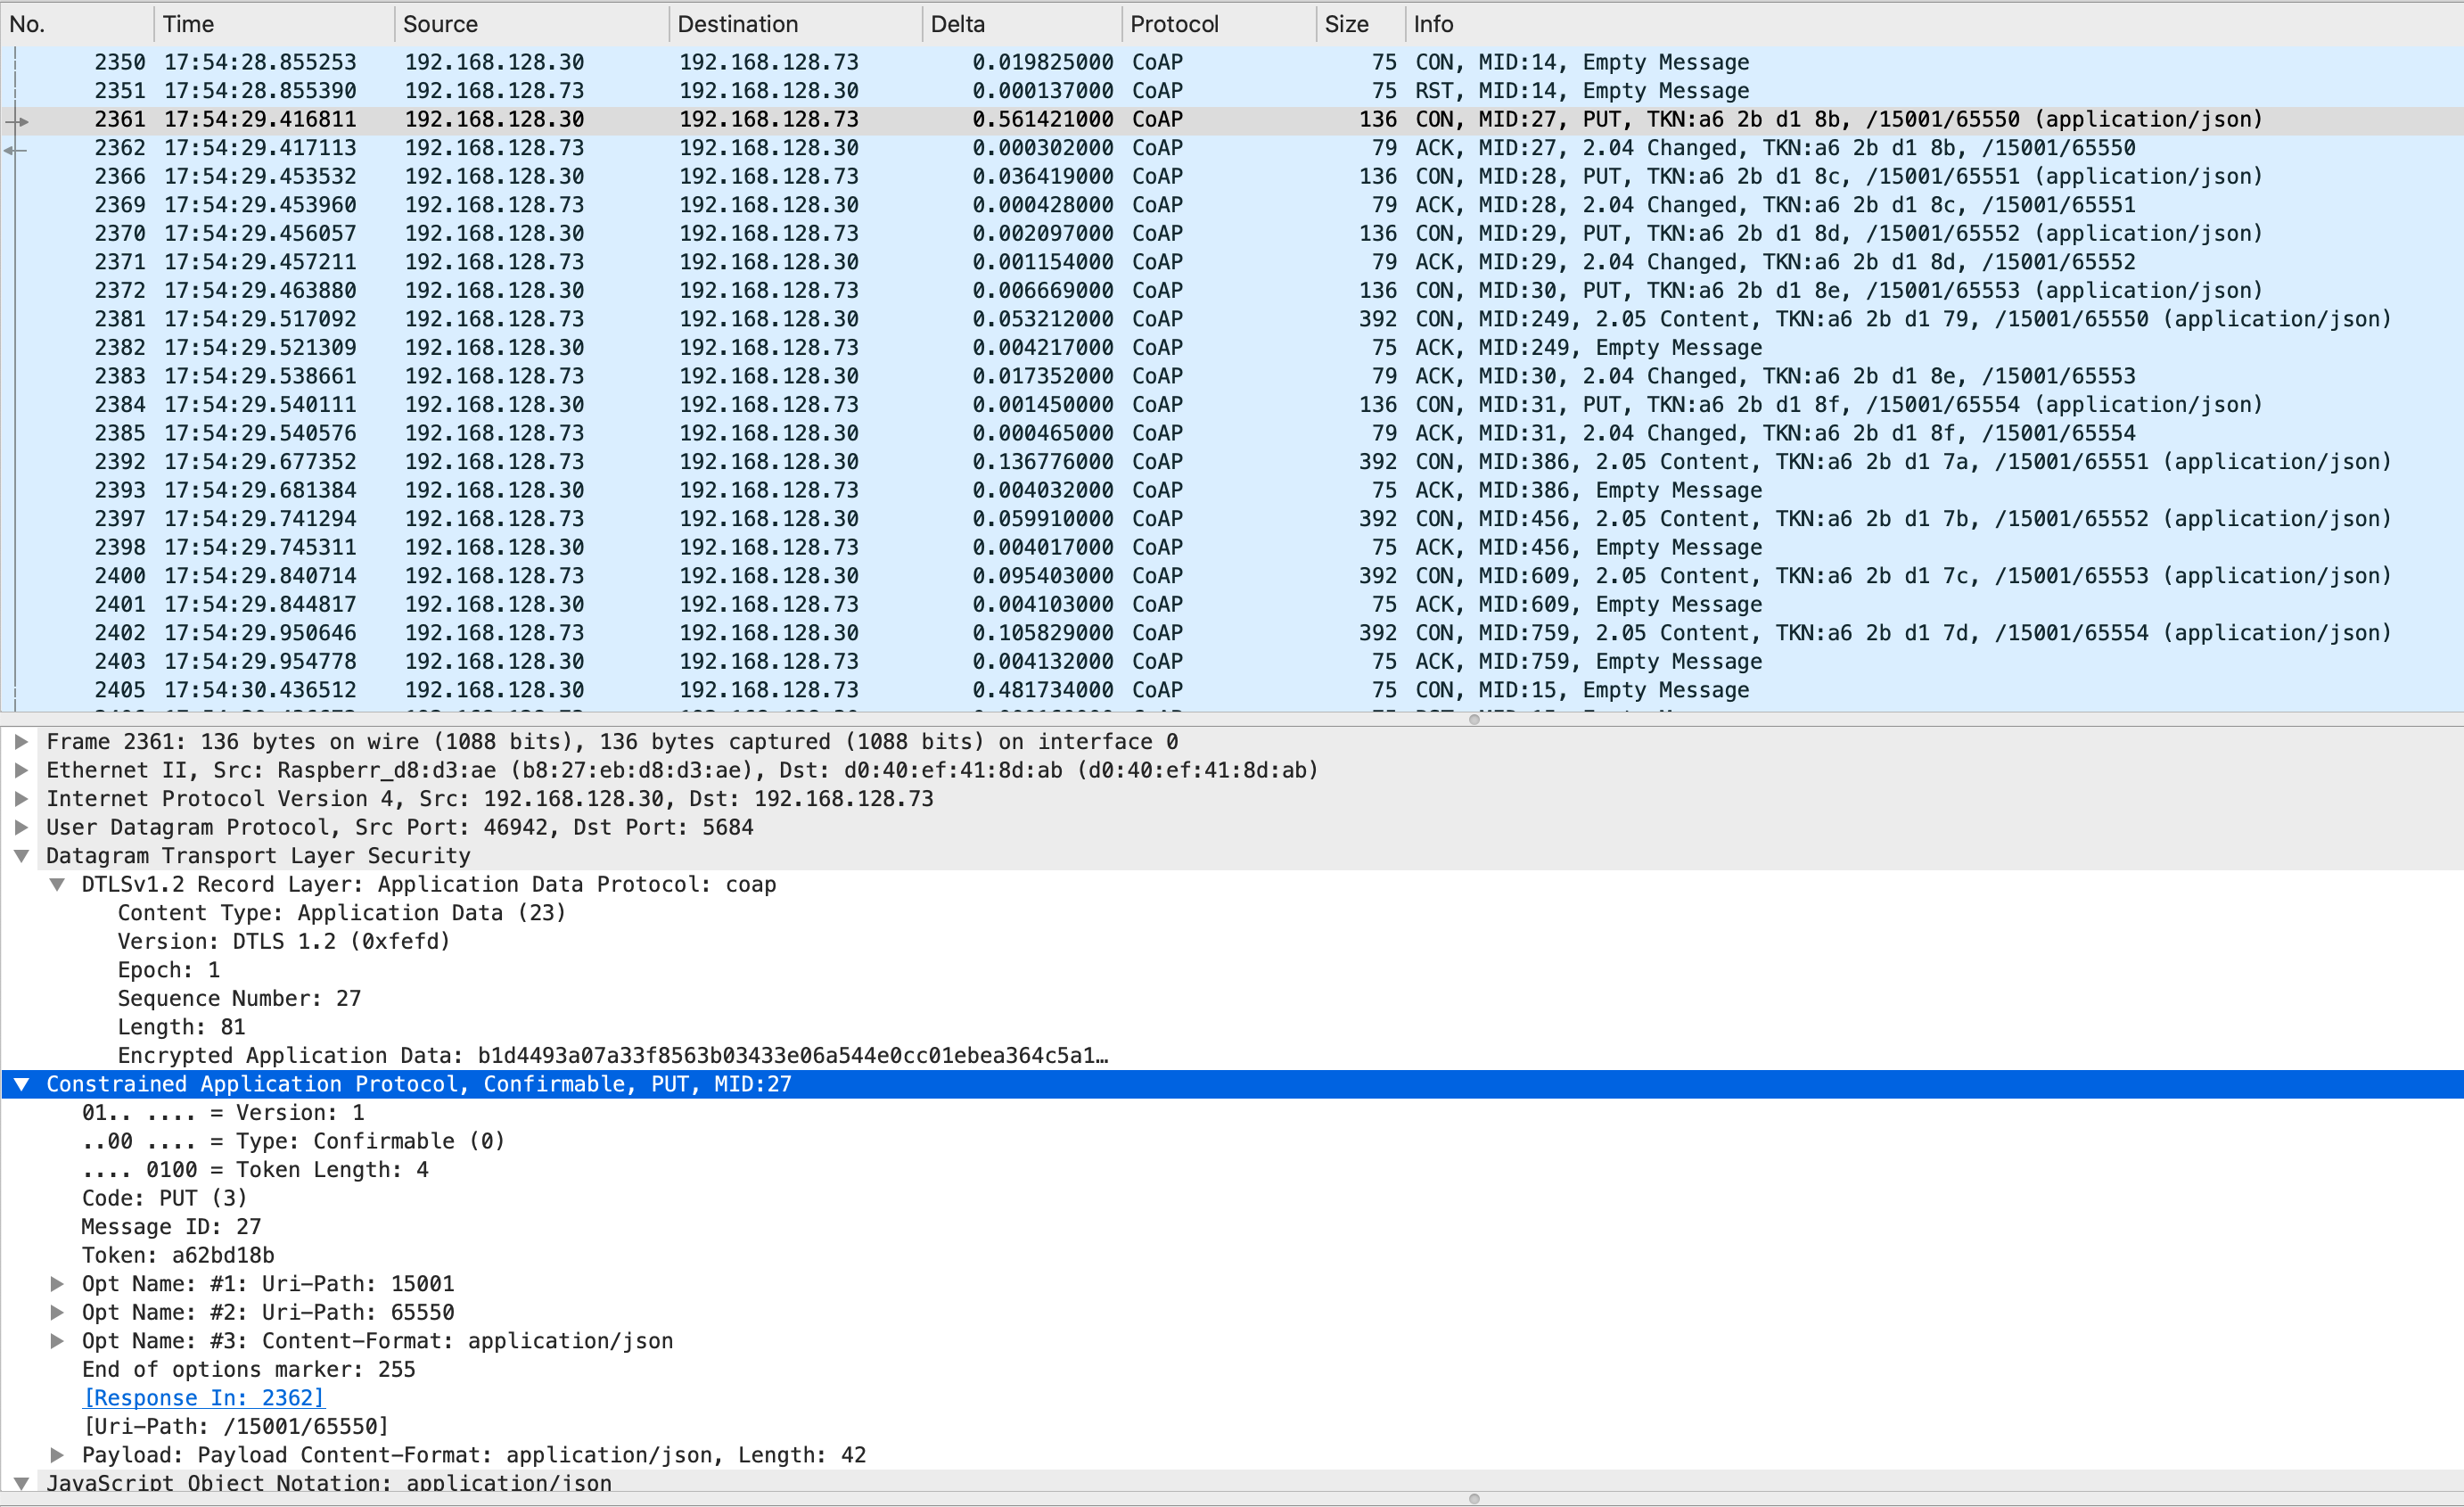 No. Time Source Destination Delta Protocol Size Info
2350 17:54:28.855253 192.168.128.30 192.168.128.73 0.019825000 CoAP 75 CON, MID:14, Empty Message
2351 17:54:28.855390 192.168.128.73 192.168.128.30 0.000137000 CoAP 75 RST, MID:14, Empty Message
2361 17:54:29.416811 192.168.128.30 192.168.128.73 0.561421000 CoAP 136 CON, MID:27, PUT, TKN:a6 2b d1 8b, /15001/65550 (application/json)
2362 17:54:29.417113 192.168.128.73 192.168.128.30 0.000302000 CoAP 79 ACK, MID:27, 2.04 Changed, TKN:a6 2b d1 8b, /15001/65550
2366 17:54:29.453532 192.168.128.30 192.168.128.73 0.036419000 CoAP 136 CON, MID:28, PUT, TKN:a6 2b d1 8c, /15001/65551 (application/json)
2369 17:54:29.453960 192.168.128.73 192.168.128.30 0.000428000 CoAP 79 ACK, MID:28, 2.04 Changed, TKN:a6 2b d1 8c, /15001/65551
2370 17:54:29.456057 192.168.128.30 192.168.128.73 0.002097000 CoAP 136 CON, MID:29, PUT, TKN:a6 2b d1 8d, /15001/65552 (application/json)
2371 17:54:29.457211 192.168.128.73 192.168.128.30 0.001154000 CoAP 79 ACK, MID:29, 2.04 Changed, TKN:a6 2b d1 8d, /15001/65552
2372 17:54:29.463880 192.168.128.30 192.168.128.73 0.006669000 CoAP 136 CON, MID:30, PUT, TKN:a6 2b d1 8e, /15001/65553 (application/json)
2381 17:54:29.517092 192.168.128.73 192.168.128.30 0.053212000 CoAP 392 CON, MID:249, 2.05 Content, TKN:a6 2b d1 79, /15001/65550 (application/json)
2382 17:54:29.521309 192.168.128.30 192.168.128.73 0.004217000 CoAP 75 ACK, MID:249, Empty Message
2383 17:54:29.538661 192.168.128.73 192.168.128.30 0.017352000 CoAP 79 ACK, MID:30, 2.04 Changed, TKN:a6 2b d1 8e, /15001/65553
2384 17:54:29.540111 192.168.128.30 192.168.128.73 0.001450000 CoAP 136 CON, MID:31, PUT, TKN:a6 2b d1 8f, /15001/65554 (application/json)
2385 17:54:29.540576 192.168.128.73 192.168.128.30 0.000465000 CoAP 79 ACK, MID:31, 2.04 Changed, TKN:a6 2b d1 8f, /15001/65554
2392 17:54:29.677352 192.168.128.73 192.168.128.30 0.136776000 CoAP 392 CON, MID:386, 2.05 Content, TKN:a6 2b d1 7a, /15001/65551 (application/json)
2393 17:54:29.681384 192.168.128.30 192.168.128.73 0.004032000 CoAP 75 ACK, MID:386, Empty Message
2397 17:54:29.741294 192.168.128.73 192.168.128.30 0.059910000 CoAP 392 CON, MID:456, 2.05 Content, TKN:a6 2b d1 7b, /15001/65552 (application/json)
2398 17:54:29.745311 192.168.128.30 192.168.128.73 0.004017000 CoAP 75 ACK, MID:456, Empty Message
2400 17:54:29.840714 192.168.128.73 192.168.128.30 0.095403000 CoAP 392 CON, MID:609, 2.05 Content, TKN:a6 2b d1 7c, /15001/65553 (application/json)
2401 17:54:29.844817 192.168.128.30 192.168.128.73 0.004103000 CoAP 75 ACK, MID:609, Empty Message
2402 17:54:29.950646 192.168.128.73 192.168.128.30 0.105829000 CoAP 392 CON, MID:759, 2.05 Content, TKN:a6 2b d1 7d, /15001/65554 (application/json)
2403 17:54:29.954778 192.168.128.30 192.168.128.73 0.004132000 CoAP 75 ACK, MID:759, Empty Message
2405 17:54:30.436512 192.168.128.30 192.168.128.73 0.481734000 CoAP 75 CON, MID:15, Empty Message
Frame 2361: 136 bytes on wire (1088 bits), 136 bytes captured (1088 bits) on interface 0
Ethernet II, Src: Raspberr_d8:d3:ae (b8:27:eb:d8:d3:ae), Dst: d0:40:ef:41:8d:ab (d0:40:ef:41:8d:ab)
Internet Protocol Version 4, Src: 192.168.128.30, Dst: 192.168.128.73
User Datagram Protocol, Src Port: 46942, Dst Port: 5684
Datagram Transport Layer Security
DTLSv1.2 Record Layer: Application Data Protocol: coap
Content Type: Application Data (23)
Version: DTLS 1.2 (0xfefd)
Epoch: 1
Sequence Number: 27
Length: 81
Encrypted Application Data: b1d4493a07a33f8563b03433e06a544e0cc01ebea364c5a1…
Constrained Application Protocol, Confirmable, PUT, MID:27
01.. .... = Version: 1
..00 .... = Type: Confirmable (0)
.... 0100 = Token Length: 4
Code: PUT (3)
Message ID: 27
Token: a62bd18b
Opt Name: #1: Uri-Path: 15001
Opt Name: #2: Uri-Path: 65550
Opt Name: #3: Content-Format: application/json
End of options marker: 255
[Response In: 2362]
[Uri-Path: /15001/65550]
Payload: Payload Content-Format: application/json, Length: 42
JavaScript Object Notation: application/json